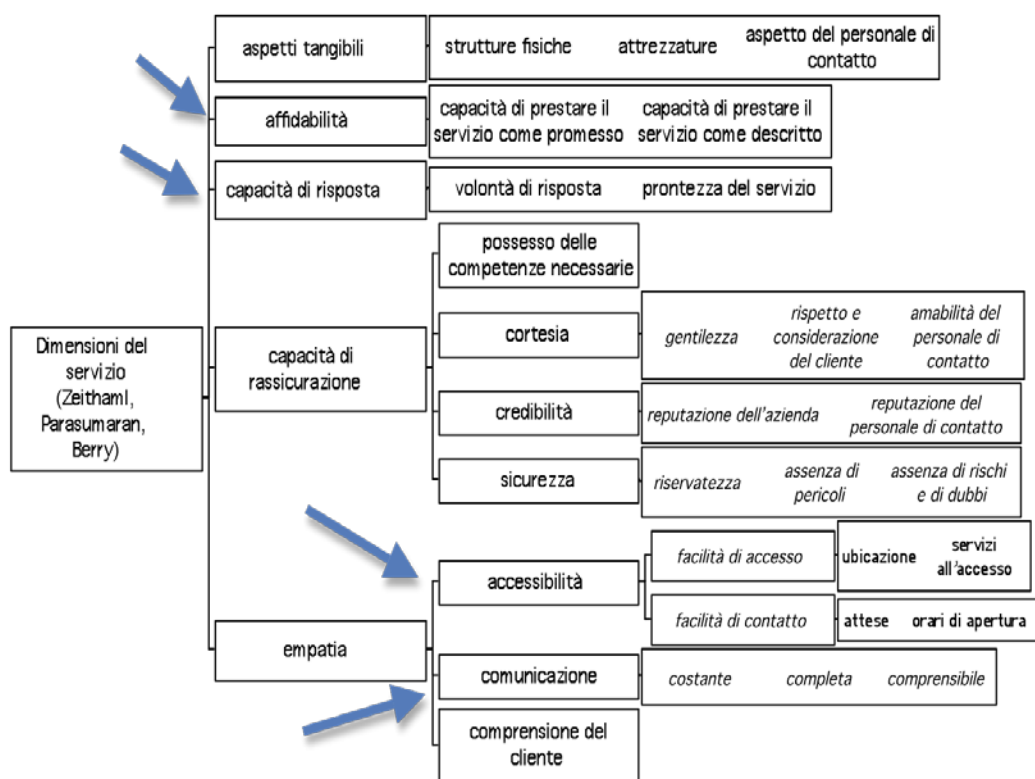 aspetti tangibili
strutture fisiche
attrezzature
aspetto del personale di
contatto
affidabilità
capacità di prestare il
servizio come promesso
capacità di prestare il
servizio come descritto
capacità di risposta
volontà di risposta
prontezza del servizio
Dimensioni del
servizio
(Zeithaml,
Parasumaran,
Berry)
capacità di
rassicurazione
possesso delle
competenze necessarie
cortesia
gentilezza
rispetto e
considerazione
del cliente
amabilità del
personale di
contatto
credibilità
reputazione dell'azienda
reputazione del
personale di contatto
sicurezza
riservatezza
assenza di
pericoli
assenza di rischi
e di dubbi
empatia
accessibilità
facilità di accesso
ubicazione
servizi
all'accesso
facilità di contatto
attese
orari di apertura
comunicazione
costante
completa
comprensibile
comprensione del
cliente